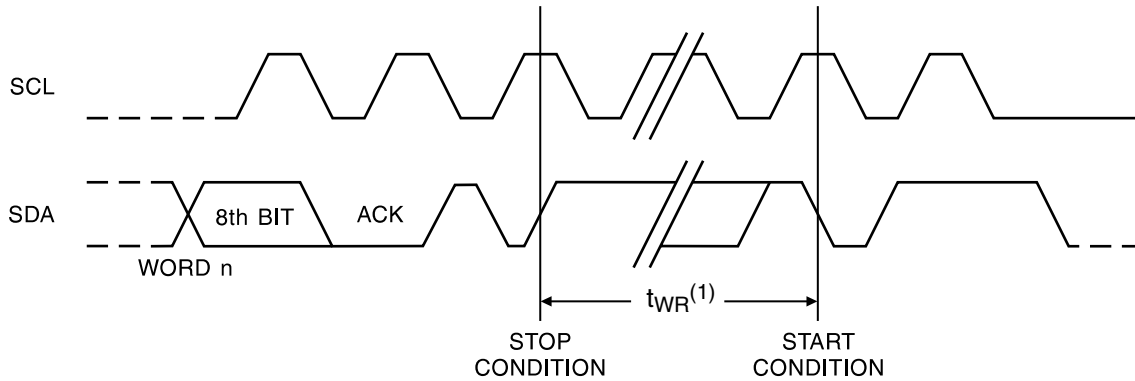 SCL
SDA
8th BIT
ACK
WORD n
tWR(1)
STOP
CONDITION
START
CONDITION